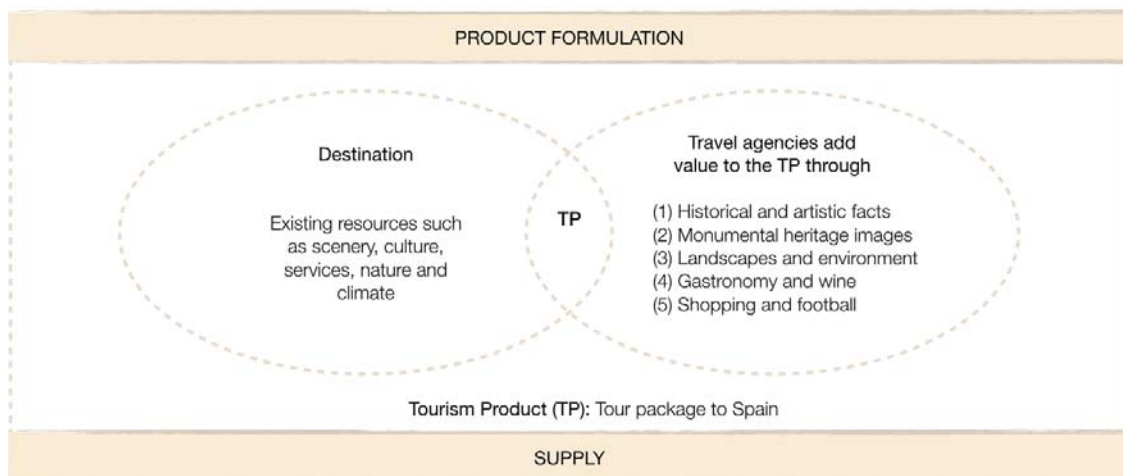 PRODUCT FORMULATION
Destination
Existing resources such
as scenery, culture,
services, nature and
climate
TP
Travel agencies add
value to the TP through
(1) Historical and artistic facts
(2) Monumental heritage images
(3) Landscapes and environment
(4) Gastronomy and wine
(5) Shopping and football
Tourism Product (TP): Tour package to Spain
SUPPLY